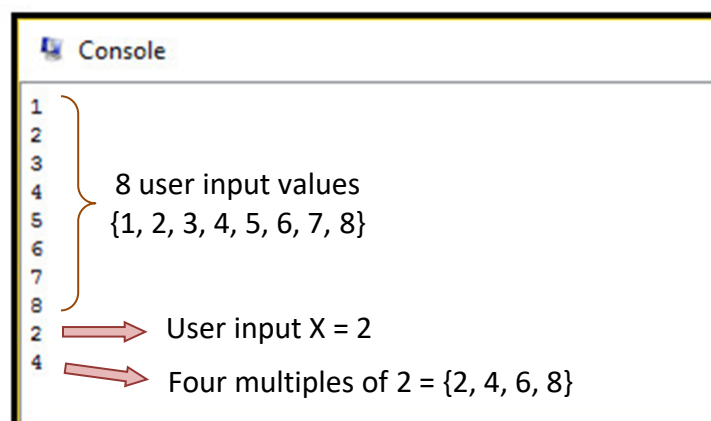 Console
1
2
3
4
5
6
7
8
8 user input values
{1, 2, 3, 4, 5, 6, 7, 8}
2
User input X = 2
4
Four multiples of 2 = {2, 4, 6, 8}